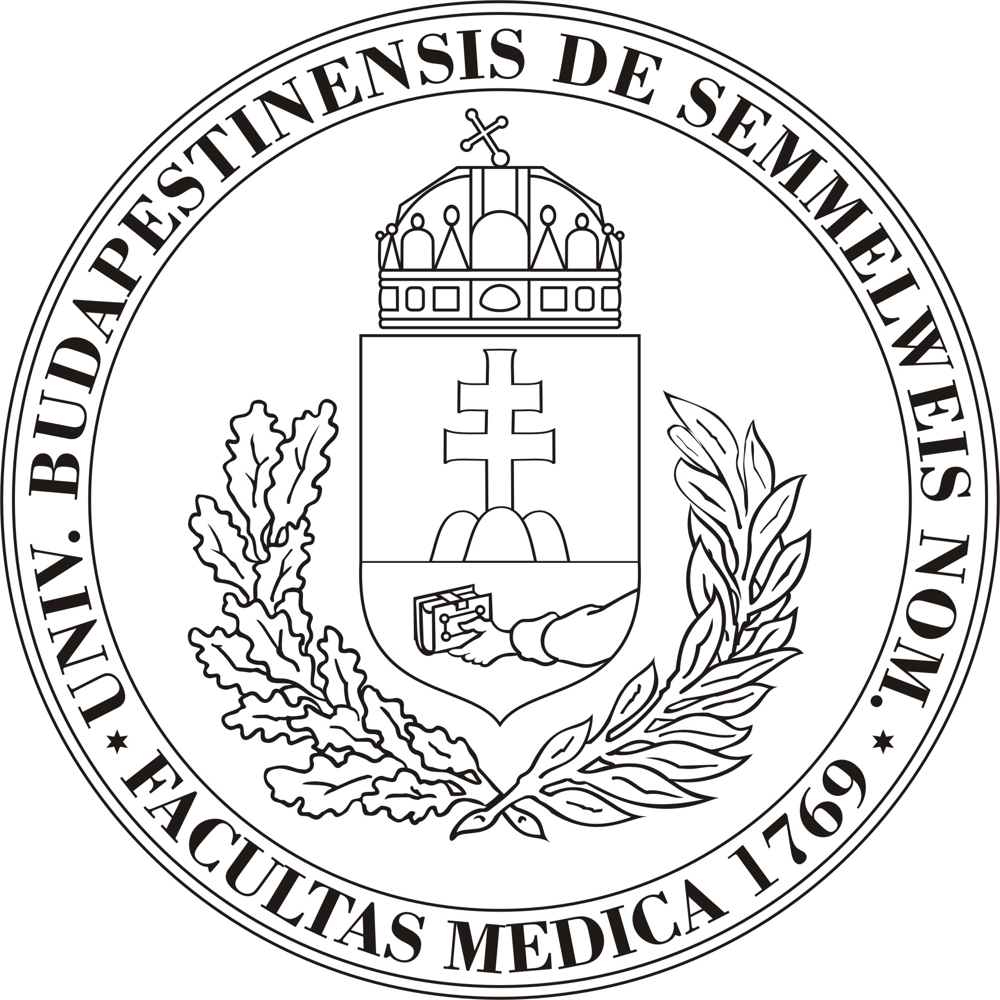 UNIV. BUDAPESTINENSIS DE SEMMELWEIS NOM.
FACULTAS MEDICA 1769